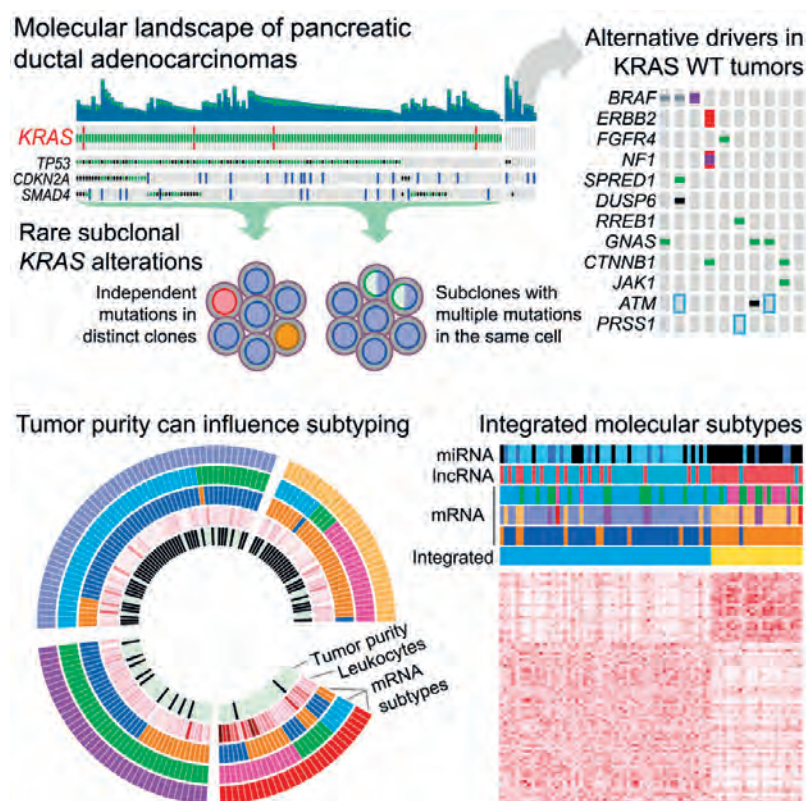 Molecular landscape of pancreatic
ductal adenocarcinomas
KRAS
TP53
CDKN2A
SMAD4
Rare subclonal
KRAS alterations
Independent
mutations in
distinct clones
Subclones with
multiple mutations
in the same cell
Alternative drivers in
KRAS WT tumors
BRAF
ERBB2
FGFR4
NF1
SPRED1
DUSP6
RREB1
GNAS
CTNNB1
JAK1
ATM
PRSS1
Tumor purity can influence subtyping
Tumor purity
Leukocytes
mRNA
subtypes
Integrated molecular subtypes
miRNA
lncRNA
mRNA
Integrated